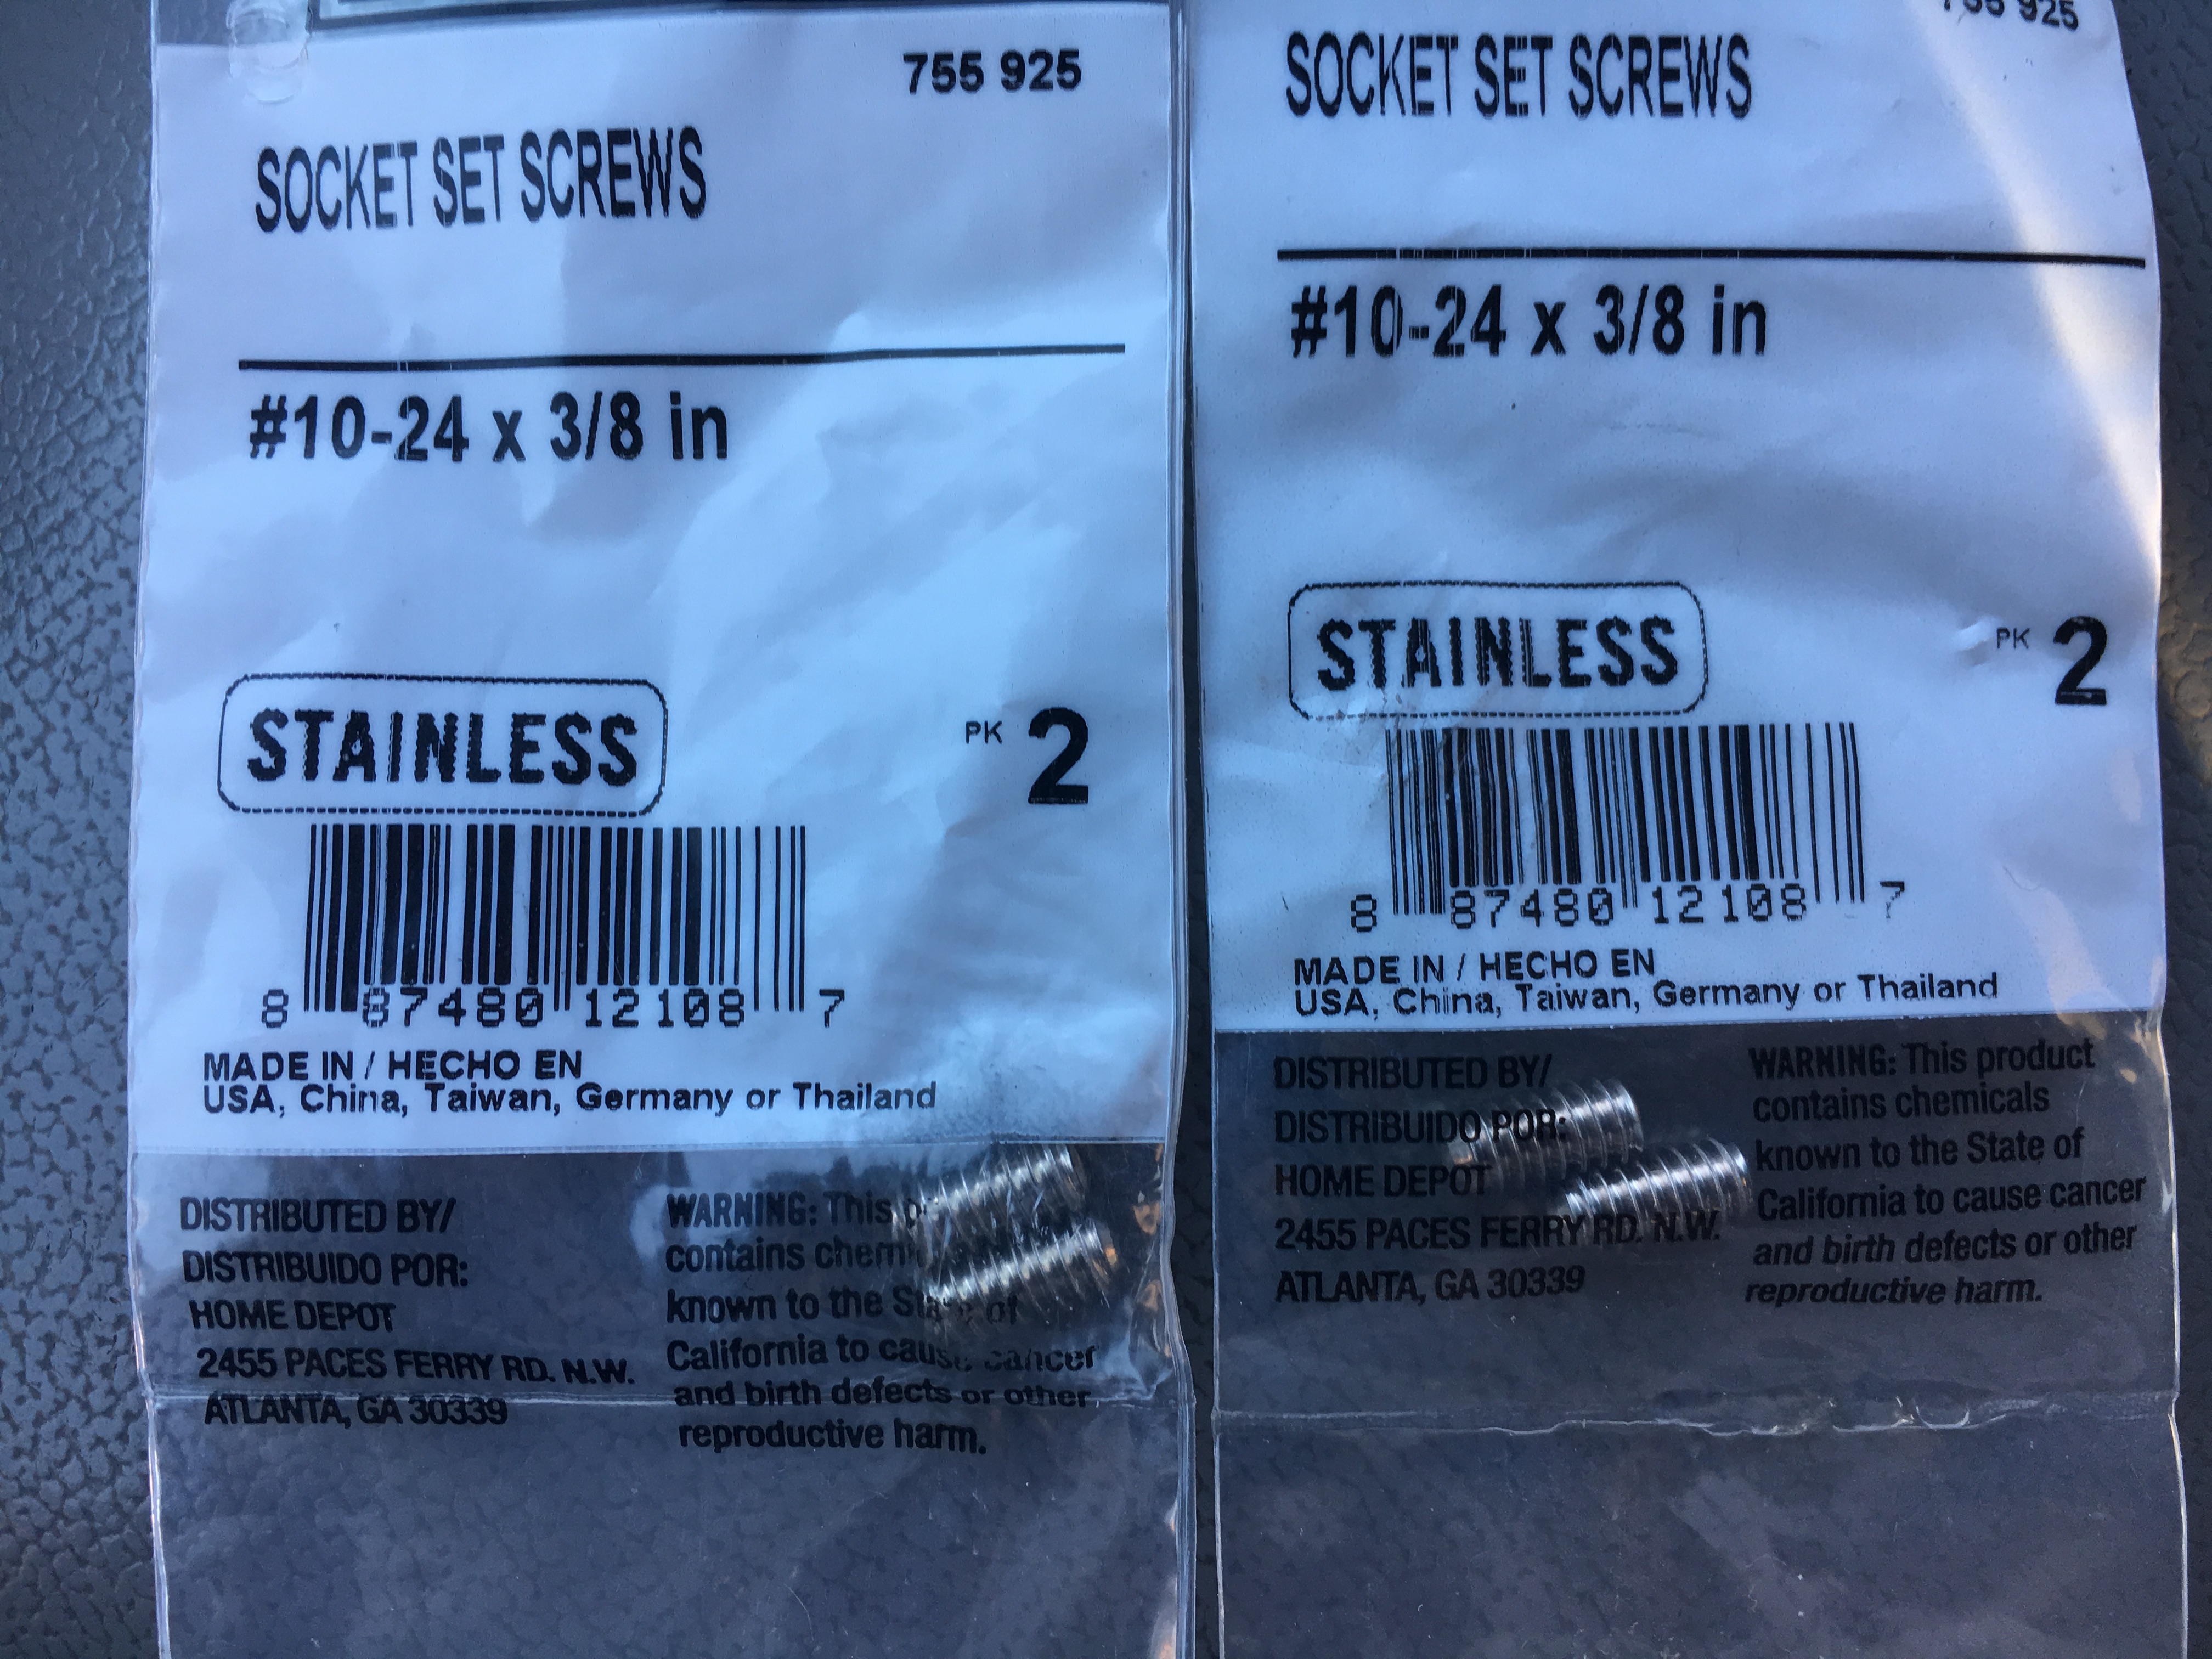 755 925
SOCKET SET SCREWS
#10-24 x 3/8 in
STAINLESS
PK 2
8 87480 12108 7
MADE IN / HECHO EN
USA, China, Taiwan, Germany or Thailand
DISTRIBUTED BY/
DISTRIBUIDO POR:
HOME DEPOT
2455 PACES FERRY RD. N.W.
ATLANTA, GA 30339
WARNING: This
contains
known to the State of
California to cause cancer
and birth defects or other
reproductive harm.
755 925
SOCKET SET SCREWS
#10-24 x 3/8 in
STAINLESS
PK 2
8 87480 12108 7
MADE IN / HECHO EN
USA, China, Taiwan, Germany or Thailand
DISTRIBUTED BY/
DISTRIBUIDO POR:
HOME DEPOT
2455 PACES FERRY RD. N.W.
ATLANTA, GA 30339
WARNING: This product
contains chemicals
known to the State of
California to cause cancer
and birth defects or other
reproductive harm.